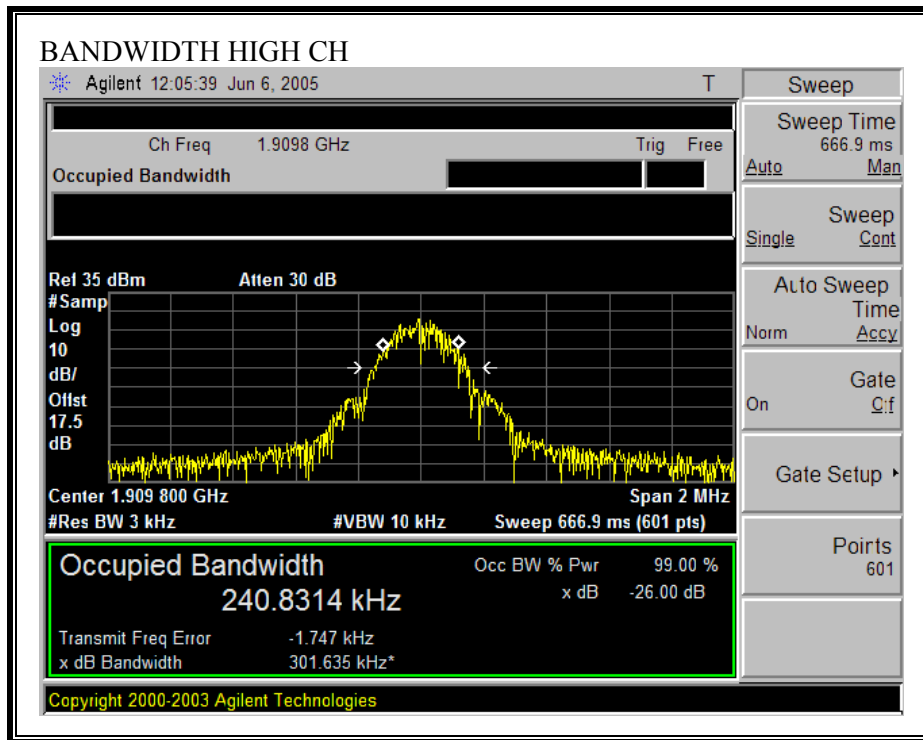 BANDWIDTH HIGH CH
Agilent 12:05:39 Jun 6, 2005 T
Sweep
Ch Freq 1.9098 GHz Trig Free
Occupied Bandwidth
Sweep Time
666.9 ms
Auto Man
Sweep
Single Cont
Ref 35 dBm Atten 30 dB
#Samp
Log
10
dB/
Offst
17.5
dB
Auto Sweep
Time
Norm Accy
Gate
On Off
Gate Setup
Center 1.909 800 GHz Span 2 MHz
#Res BW 3 kHz #VBW 10 kHz Sweep 666.9 ms (601 pts)
Points
601
Occupied Bandwidth Occ BW % Pwr 99.00 %
240.8314 kHz x dB -26.00 dB
Transmit Freq Error -1.747 kHz
x dB Bandwidth 301.635 kHz*
Copyright 2000-2003 Agilent Technologies